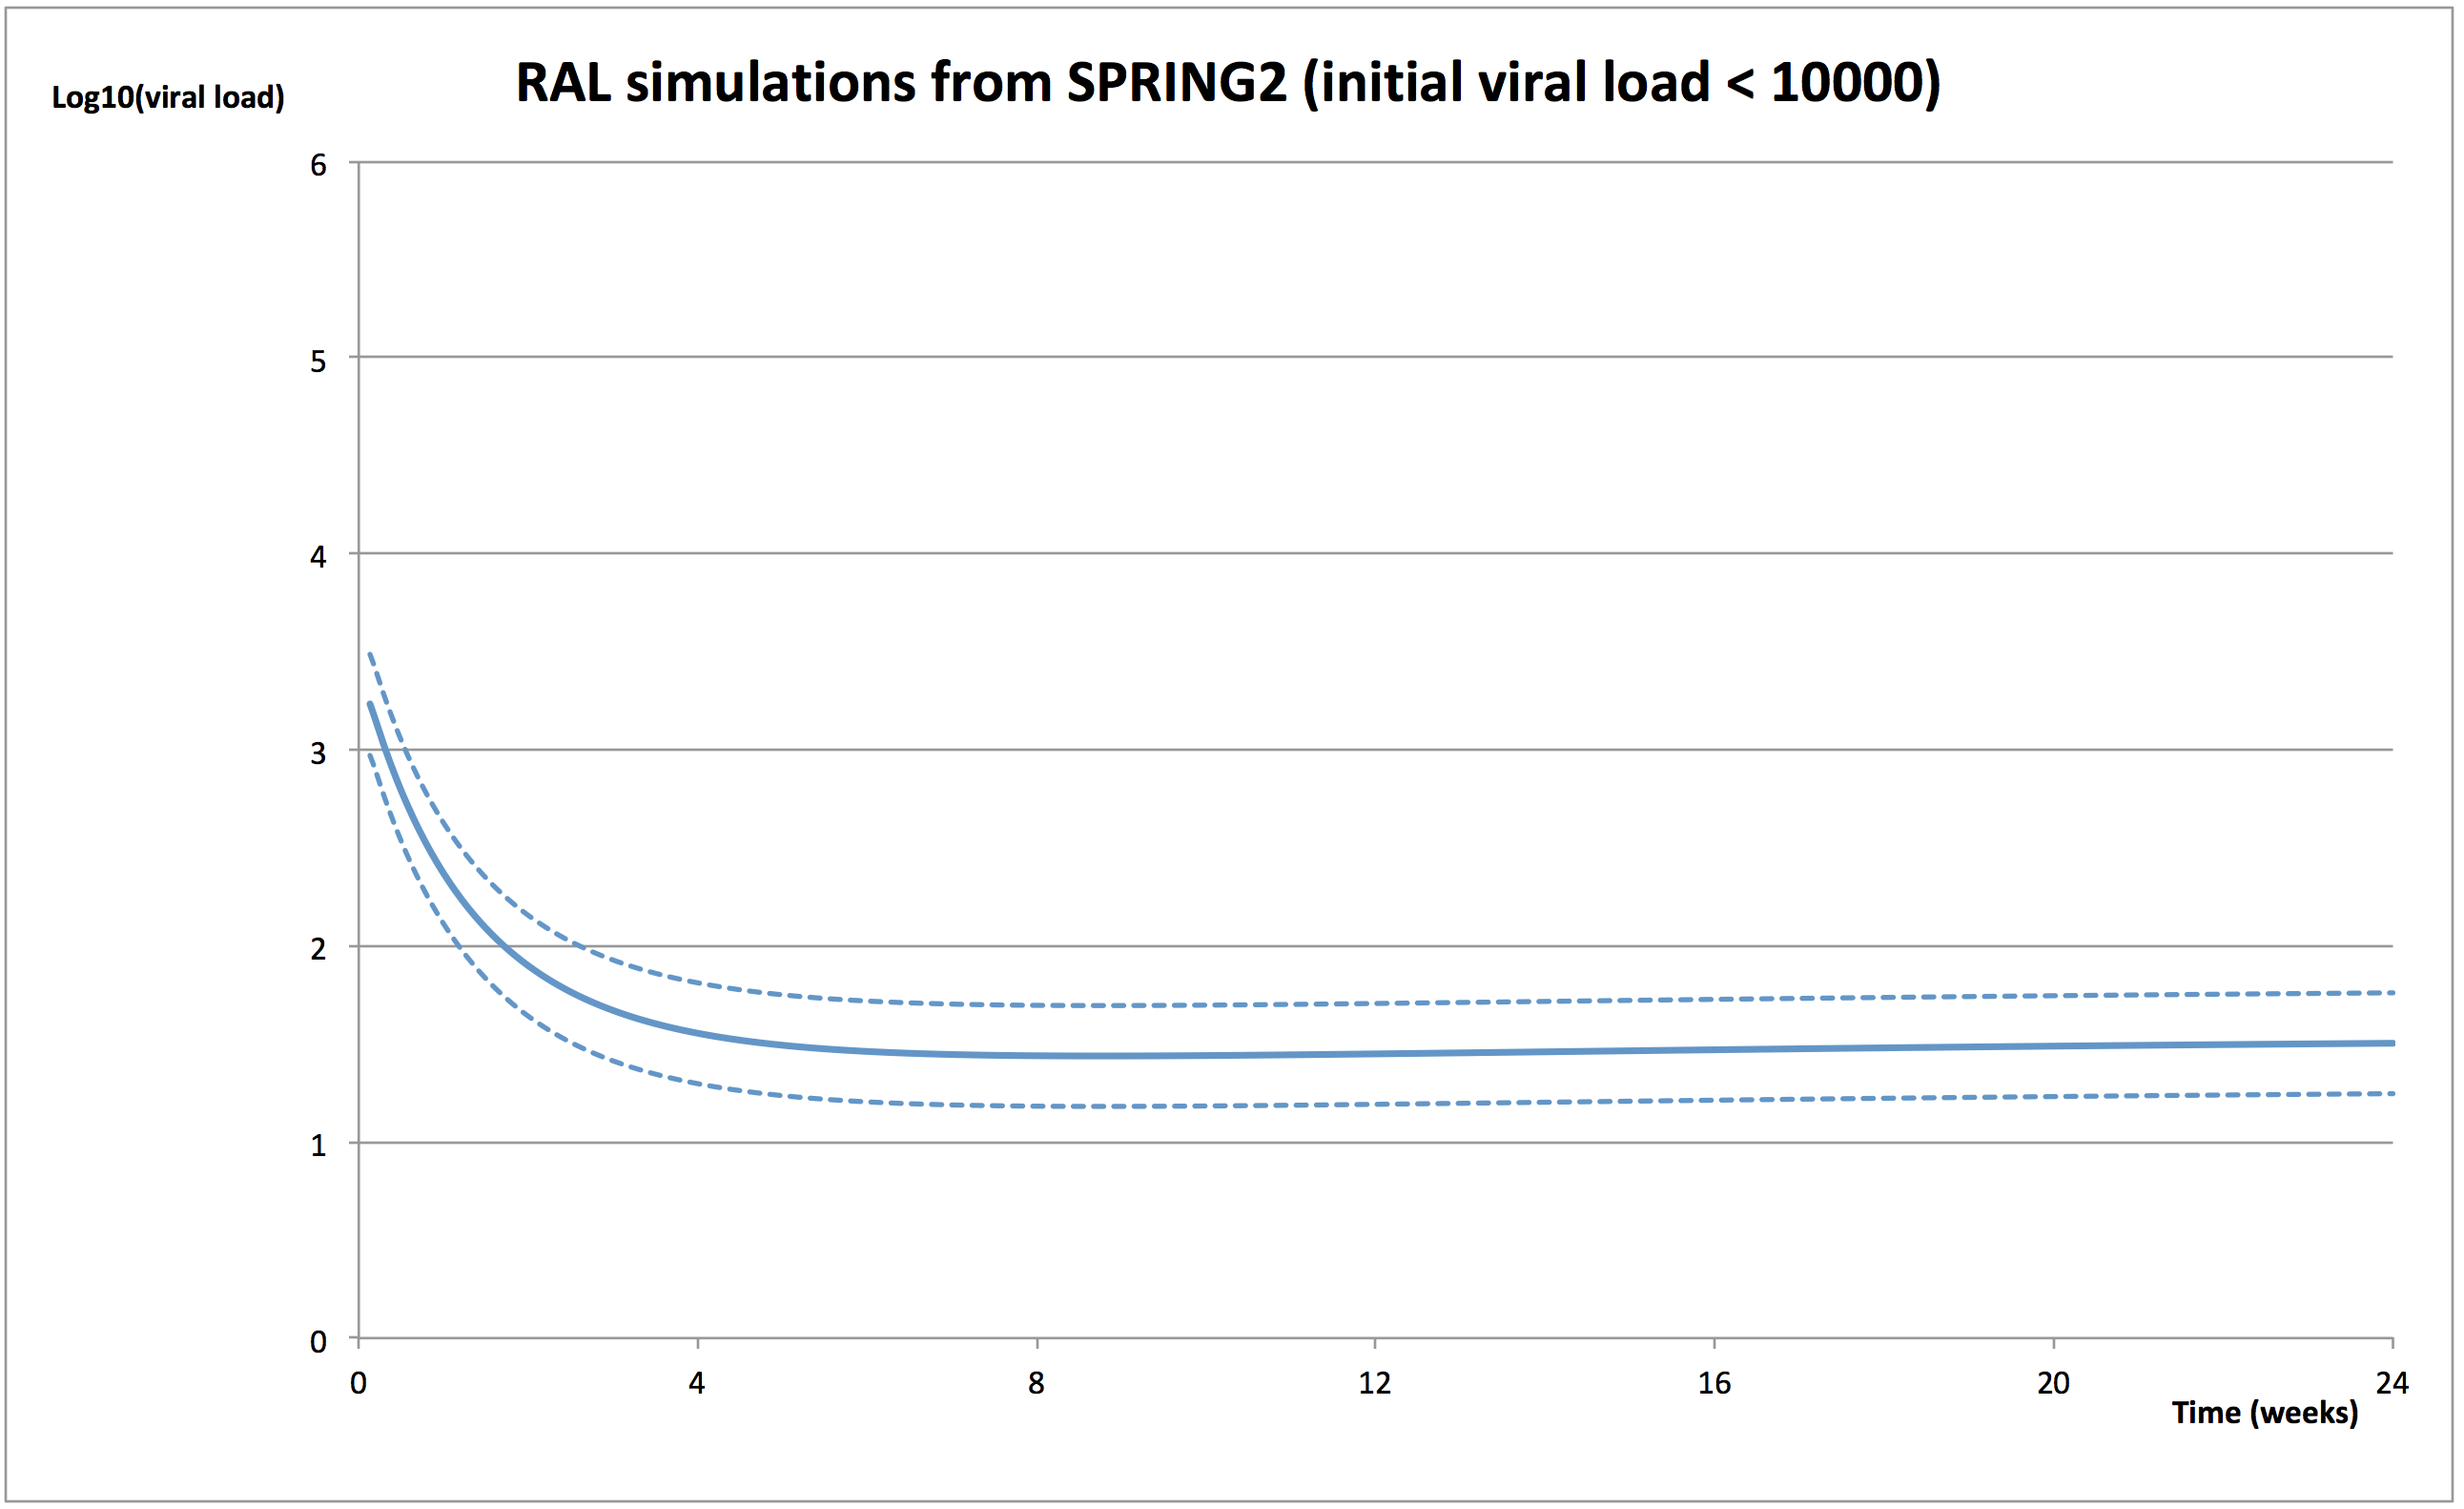 RAL simulations from SPRING2 (initial viral load < 10000)
Log10(viral load)
6
5
4
3
2
1
0
0 4 8 12 16 20 24
Time (weeks)